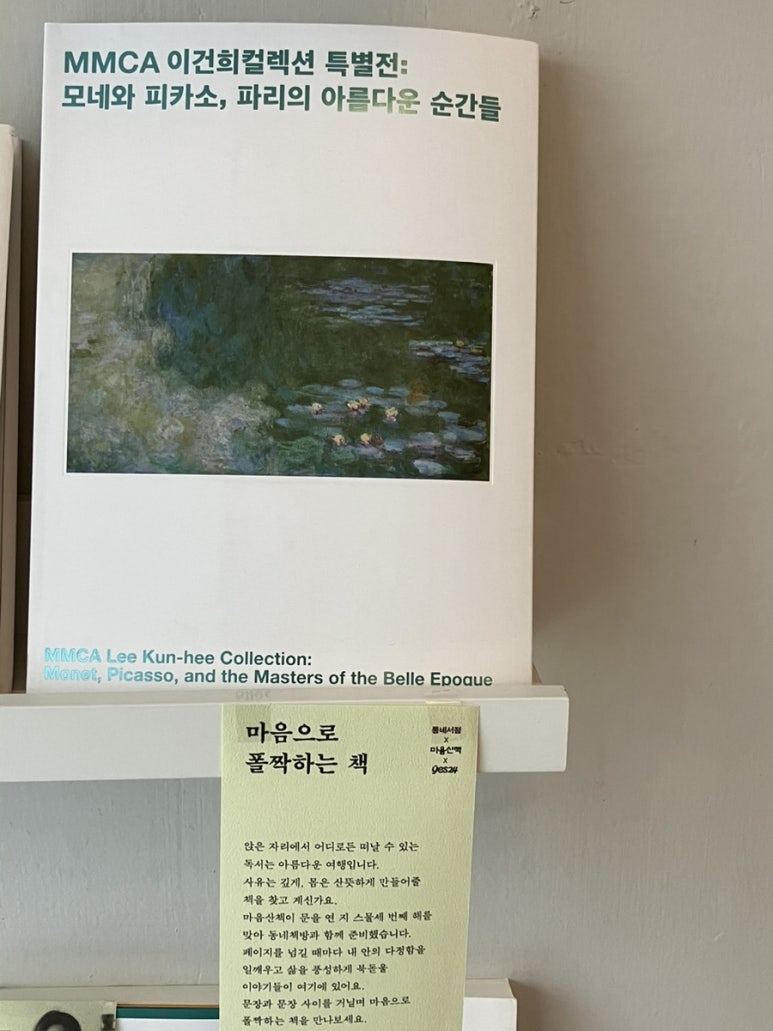 MMCA 이건희컬렉션 특별전:
모네와 피카소, 파리의 아름다운 순간들
MMCA Lee Kun-hee Collection:
Monet, Picasso, and the Masters of the Belle Epoque
마음으로
폴짝하는 책
동네서점
x
마음산책
x
yes24
앉은 자리에서 어디로든 떠날 수 있는
독서는 아름다운 여행입니다.
사유는 깊게, 몸은 산뜻하게 만들어줄
책을 찾고 계신가요.
마음산책이 문을 연 지 스물세 번째 해를
맞아 동네책방과 함께 준비했습니다.
페이지를 넘길 때마다 내 안의 다정함을
일깨우고 삶을 풍성하게 북돋울
이야기들이 여기에 있어요.
문장과 문장 사이를 거닐며 마음으로
폴짝하는 책을 만나보세요.